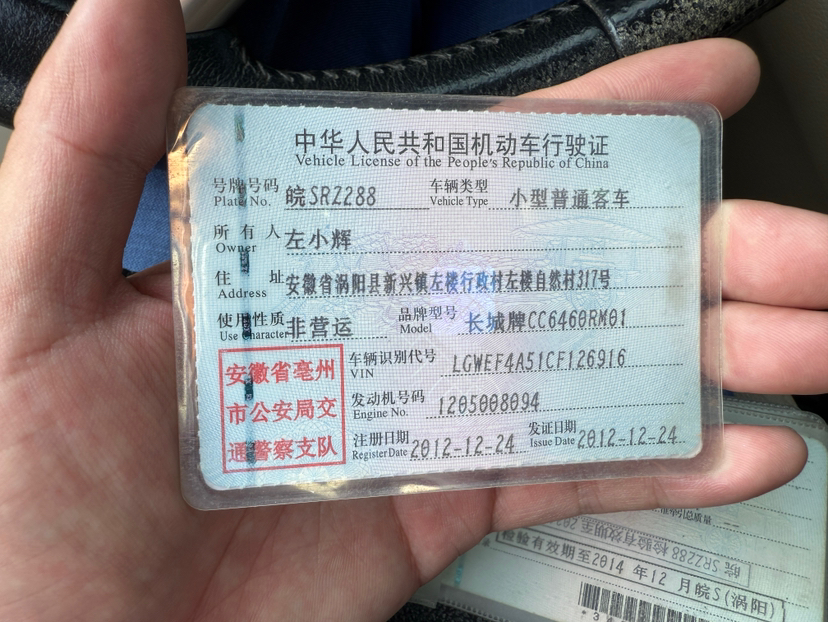 中华人民共和国机动车行驶证
Vehicle License of the People's Republic of China
号牌号码 皖SRZ288 车辆类型 小型普通客车
Plate No. Vehicle Type
所有人 左小辉
Owner
住址 安徽省涡阳县新兴镇左楼行政村左楼自然村317号
Address
使用性质 非营运 品牌型号 长城牌CC6460RM01
Use Character Model
安徽省亳州
市公安局交
通警察支队
车辆识别代号 LGWEF4A51CF126916
VIN
发动机号码 1205008094
Engine No.
注册日期 2012-12-24 发证日期 2012-12-24
Register Date Issue Date
检验有效期至2014年12月皖S(涡阳)